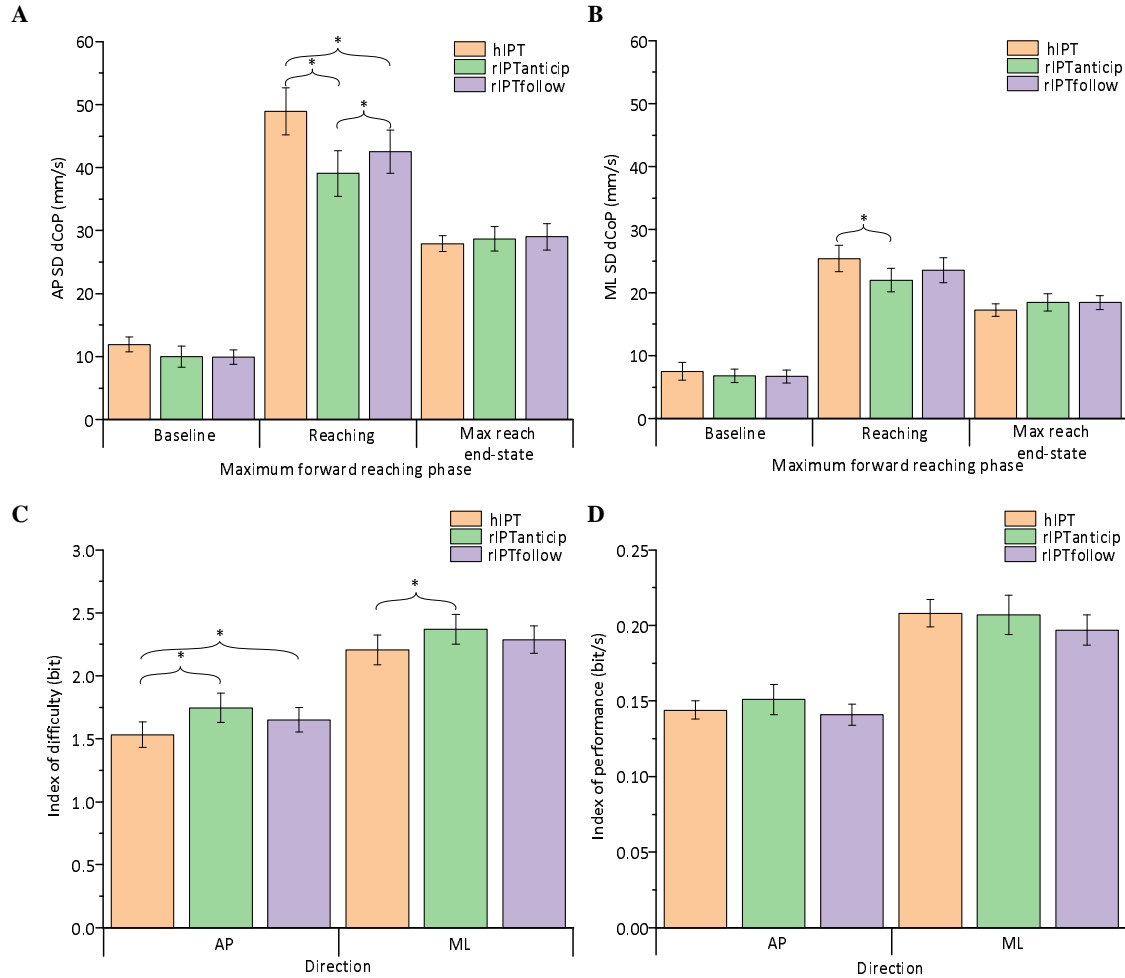 A
60
50
40
30
20
10
0
AP SD dCoP (mm/s)
hIPT
rIPTanticip
rIPTfollow
*
*
*
Baseline
Reaching
Max reach
end-state
Maximum forward reaching phase
B
60
50
40
30
20
10
0
ML SD dCoP (mm/s)
hIPT
rIPTanticip
rIPTfollow
*
Baseline
Reaching
Max reach
end-state
Maximum forward reaching phase
C
3.0
2.5
2.0
1.5
1.0
0.5
0.0
Index of difficulty (bit)
hIPT
rIPTanticip
rIPTfollow
*
*
*
AP
ML
Direction
D
0.25
0.20
0.15
0.10
0.05
0.00
Index of performance (bit/s)
hIPT
rIPTanticip
rIPTfollow
AP
ML
Direction